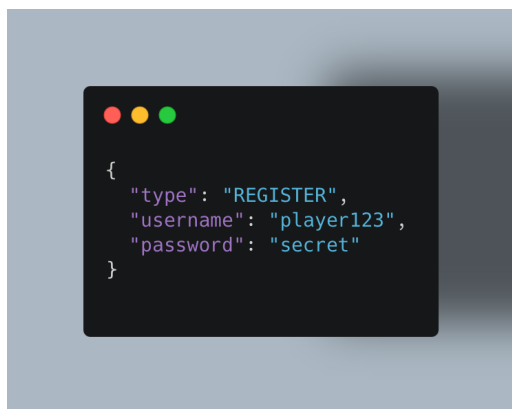 {
  "type": "REGISTER",
  "username": "player123",
  "password": "secret"
}